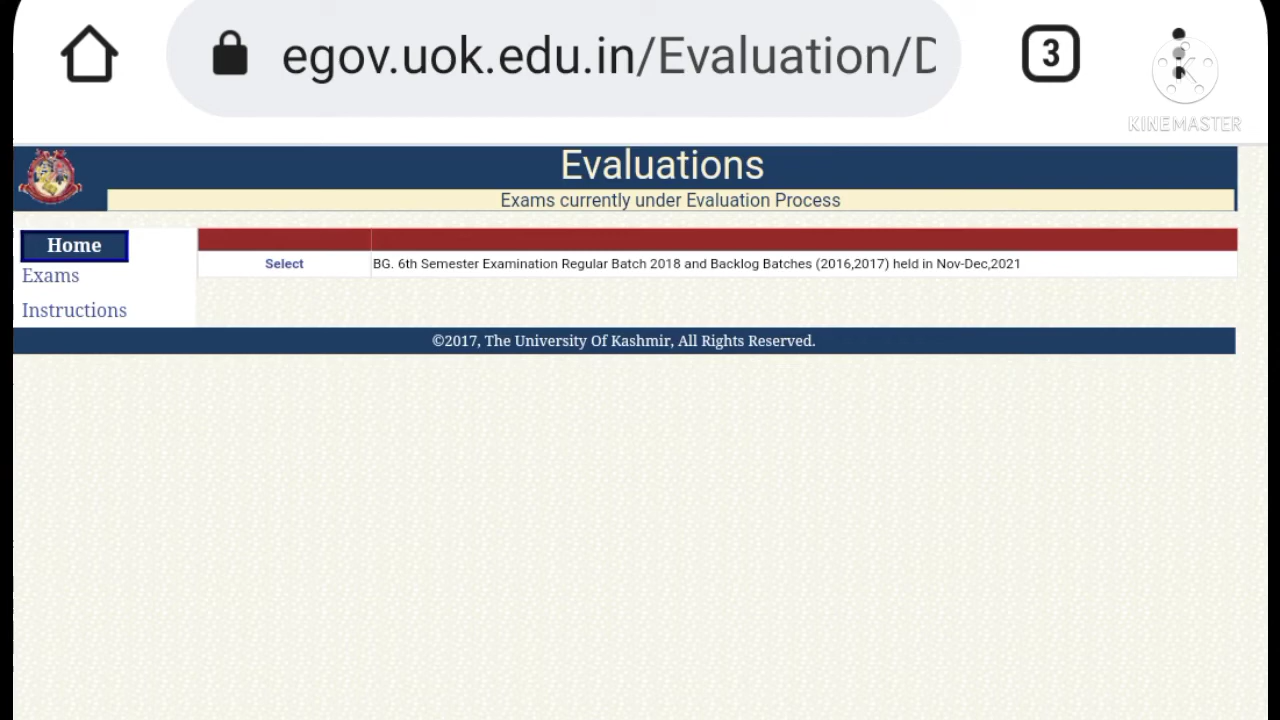 egov.uok.edu.in/Evaluation/D
3
KINEMASTER
Evaluations
Exams currently under Evaluation Process
Home
Exams
Instructions
Select BG. 6th Semester Examination Regular Batch 2018 and Backlog Batches (2016,2017) held in Nov-Dec,2021
©2017, The University Of Kashmir, All Rights Reserved.